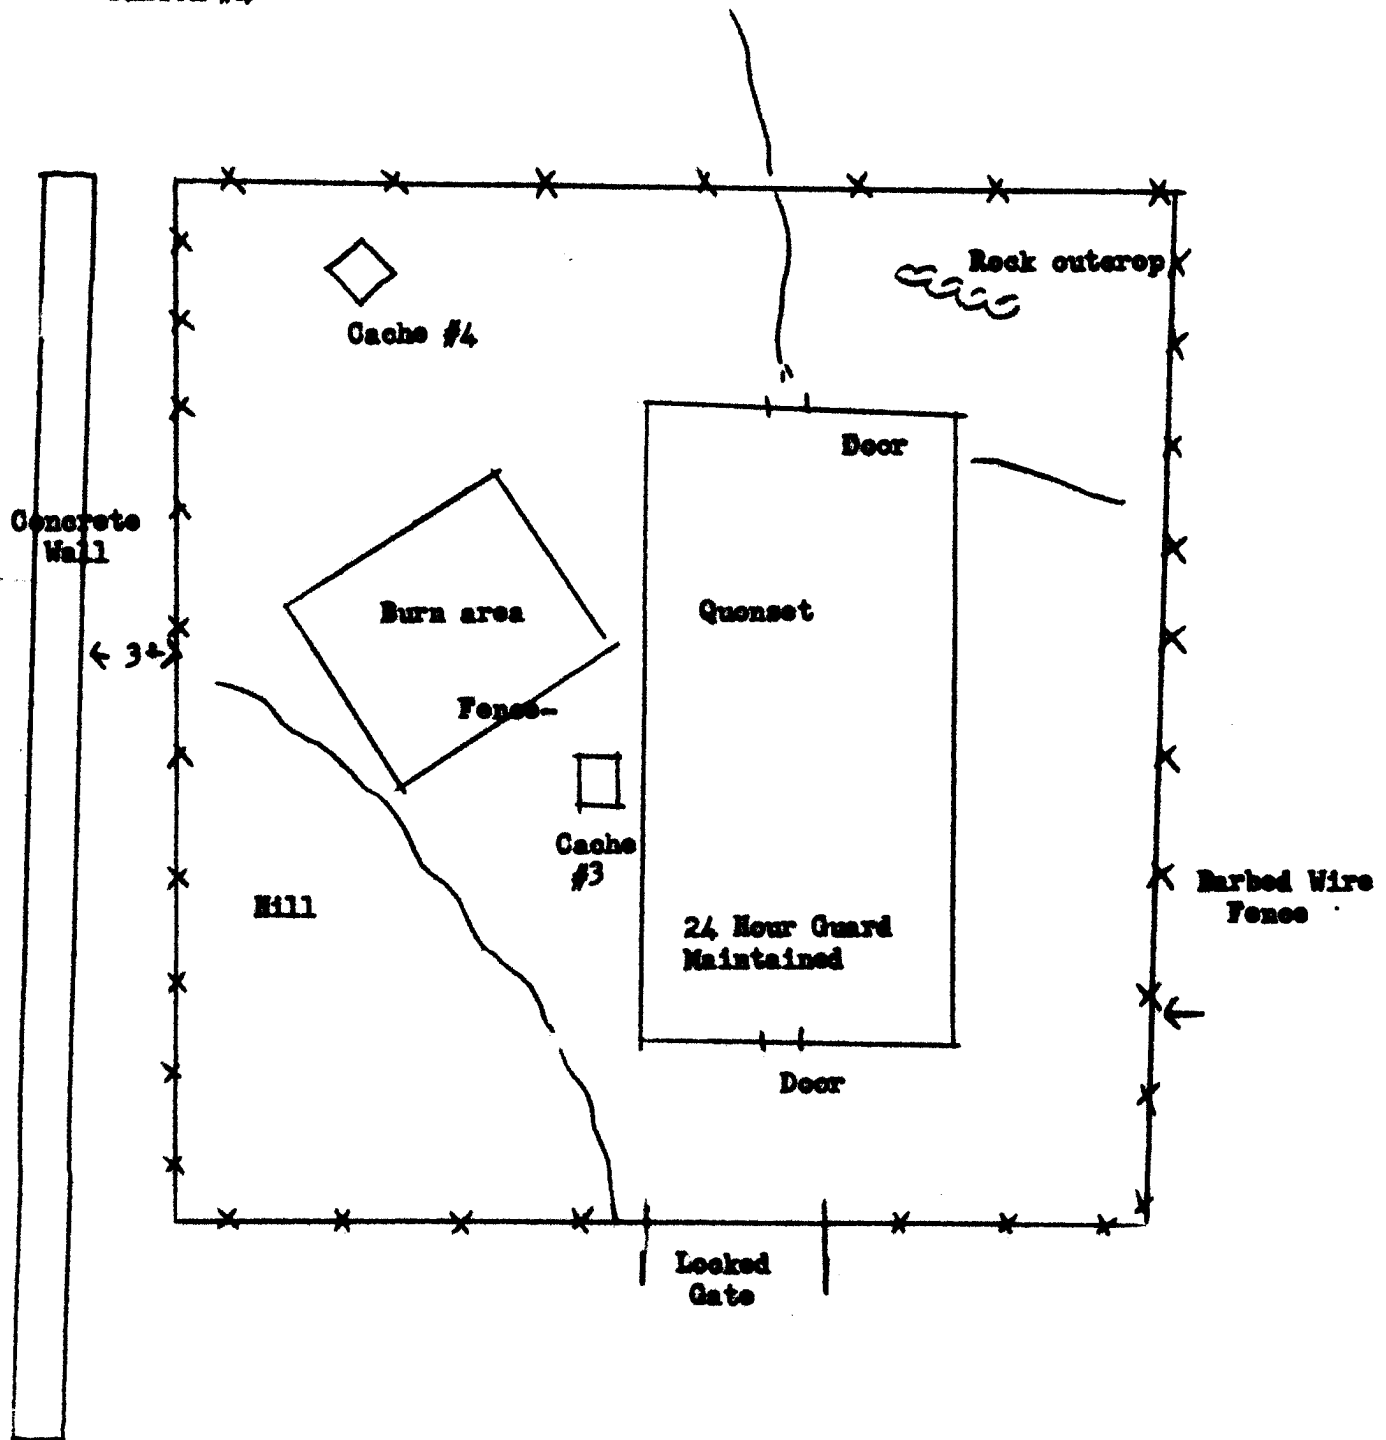 Rock outcrop
Cache #4
Door
Concrete
Wall
Burn area
Quonset
3'
Fence-
Cache
#3
Hill
Barbed Wire
Fence
24 Hour Guard
Maintained
Door
Locked
Gate